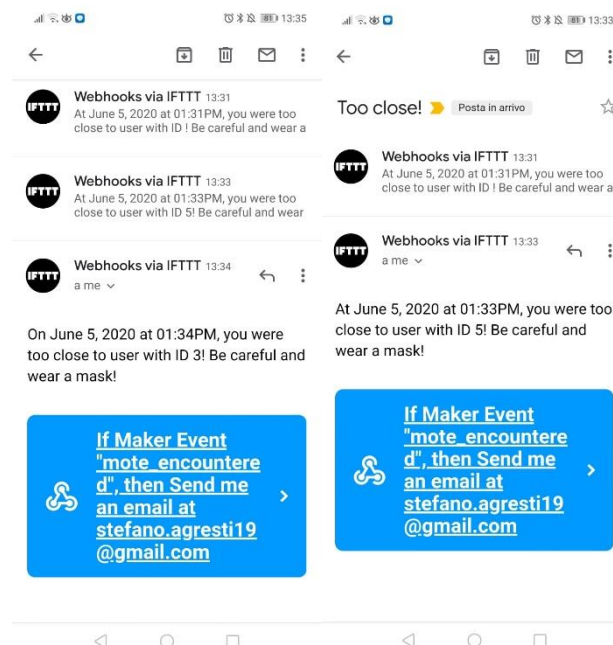 13:35
IFTTT
Webhooks via IFTTT 13:31
At June 5, 2020 at 01:31PM, you were too
close to user with ID ! Be careful and wear a
IFTTT
Webhooks via IFTTT 13:33
At June 5, 2020 at 01:33PM, you were too
close to user with ID 5! Be careful and wear
IFTTT
Webhooks via IFTTT 13:34
a me
On June 5, 2020 at 01:34PM, you were
too close to user with ID 3! Be careful and
wear a mask!
If Maker Event
"mote_encountere
d", then Send me
an email at
stefano.agresti19
@gmail.com
13:33
Too close! Posta in arrivo
IFTTT
Webhooks via IFTTT 13:31
At June 5, 2020 at 01:31PM, you were too
close to user with ID ! Be careful and wear a
IFTTT
Webhooks via IFTTT 13:33
a me
At June 5, 2020 at 01:33PM, you were too
close to user with ID 5! Be careful and
wear a mask!
If Maker Event
"mote_encountere
d", then Send me
an email at
stefano.agresti19
@gmail.com